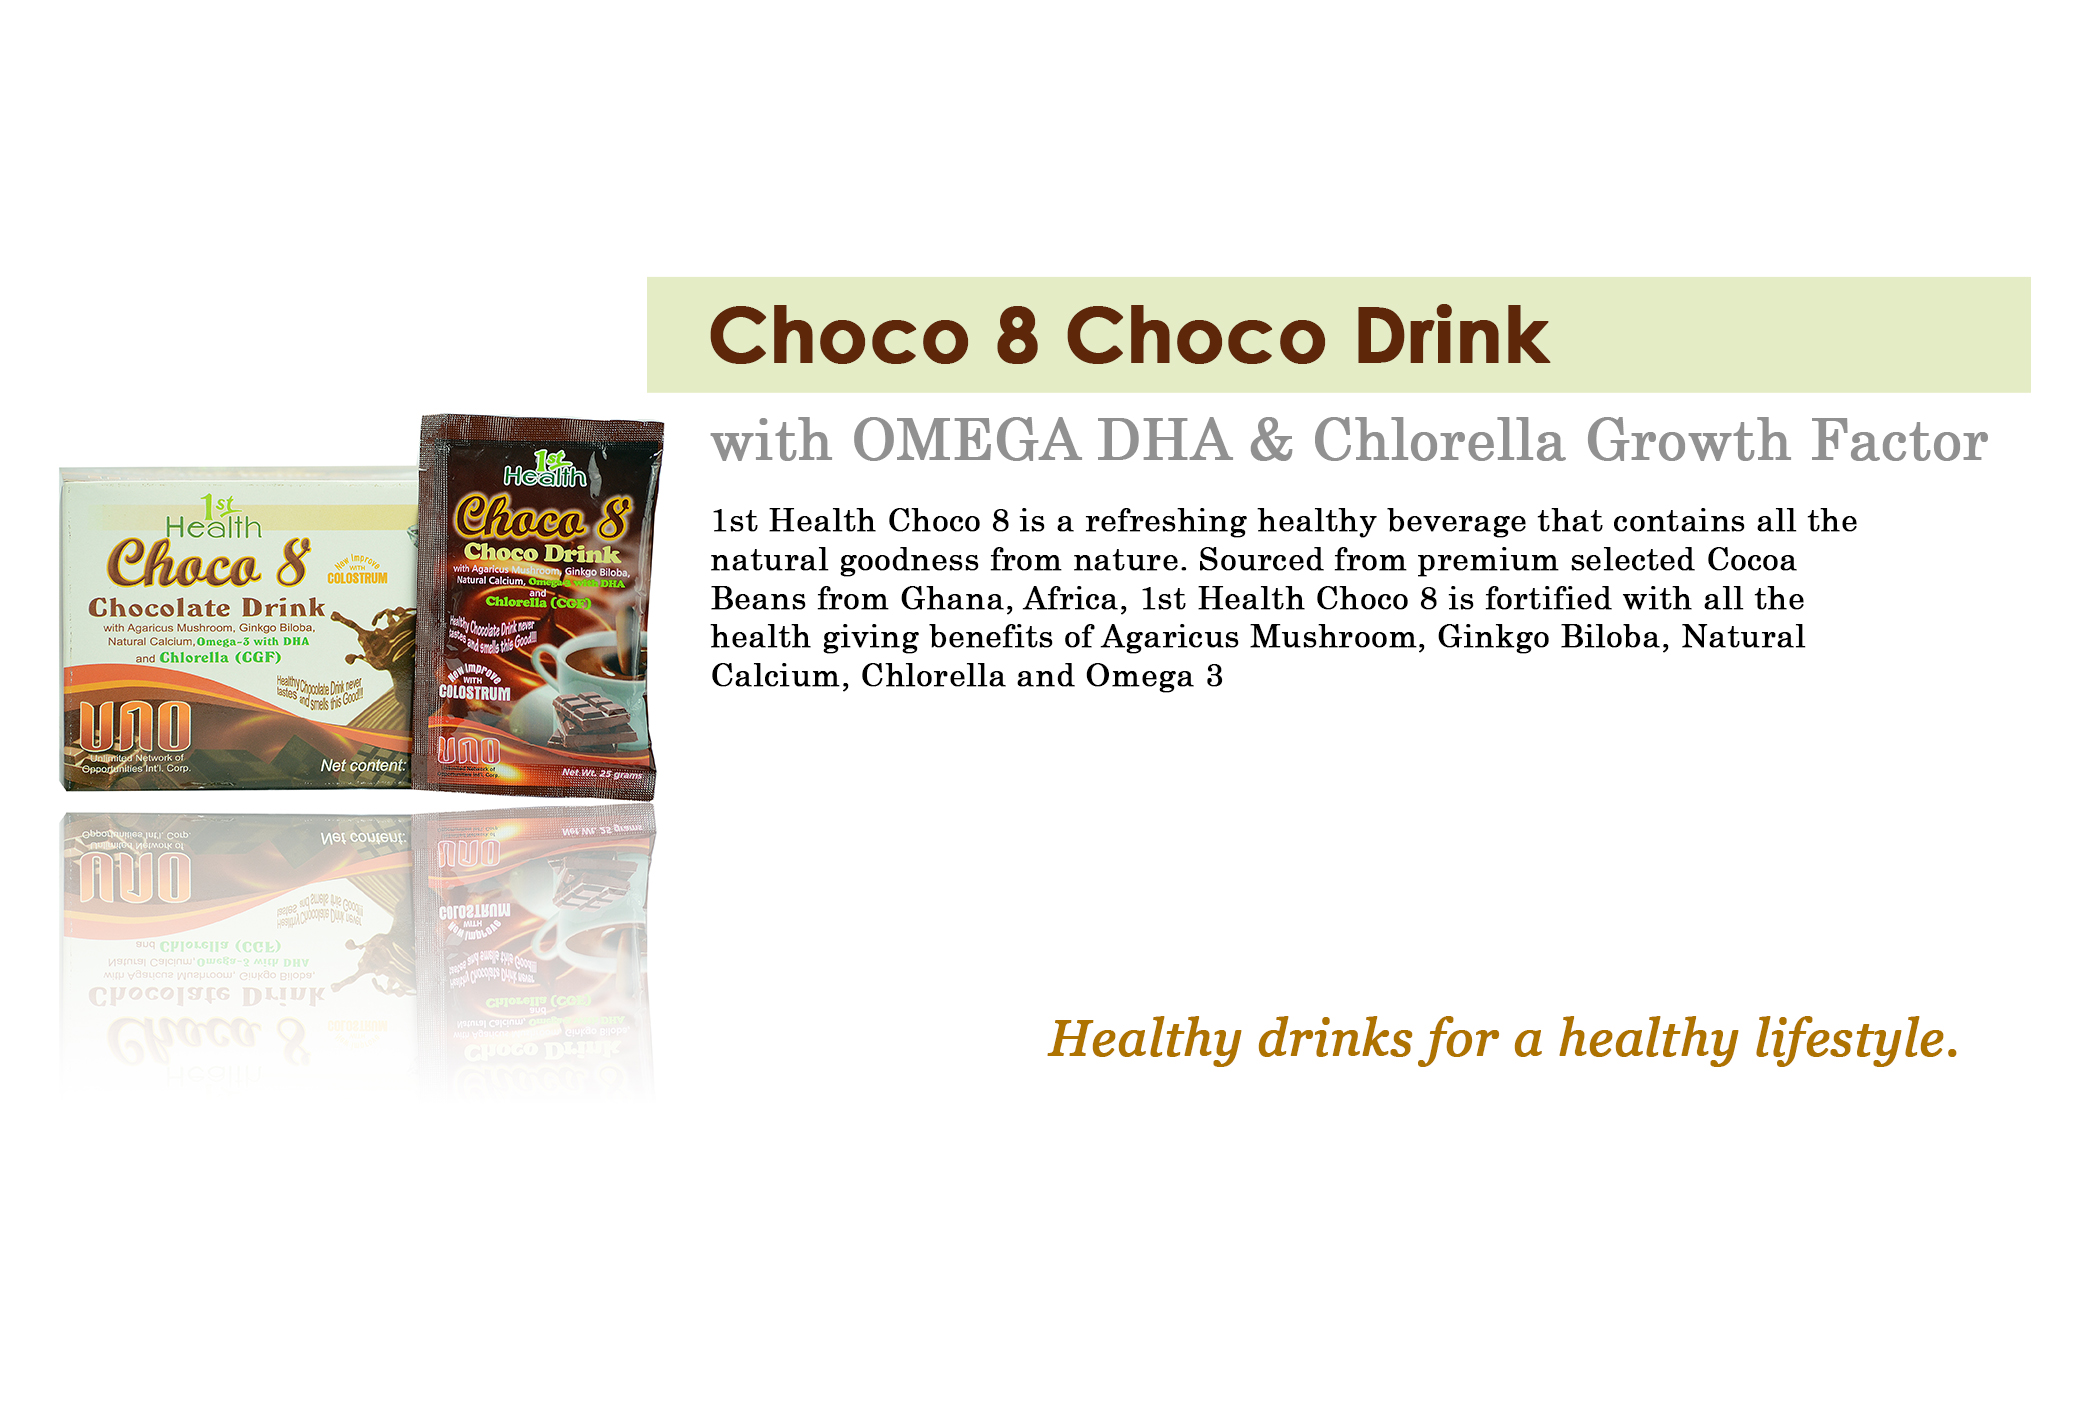 Choco 8 Choco Drink
with OMEGA DHA & Chlorella Growth Factor
1st Health Choco 8 is a refreshing healthy beverage that contains all the
natural goodness from nature. Sourced from premium selected Cocoa
Beans from Ghana, Africa, 1st Health Choco 8 is fortified with all the
health giving benefits of Agaricus Mushroom, Ginkgo Biloba, Natural
Calcium, Chlorella and Omega 3
1st
Health
Choco 8
New Improve
WITH
COLOSTRUM
Chocolate Drink
with Agaricus Mushroom, Ginkgo Biloba,
Natural Calcium, Omega-3 with DHA
and Chlorella (CGF)
Healthy Chocolate Drink never
tastes and smells this Good!!!
UNO
Unlimited Network of
Opportunities Int'l. Corp.
Net content:
1st
Health
Choco 8
Choco Drink
with Agaricus Mushroom, Ginkgo Biloba,
Natural Calcium, Omega-3 with DHA
and
Chlorella (CGF)
Healthy Chocolate Drink never
tastes and smells this Good!!!
New Improve
WITH
COLOSTRUM
UNO
Unlimited Network of
Opportunities Int'l. Corp.
Net Wt. 25 grams
Healthy drinks for a healthy lifestyle.